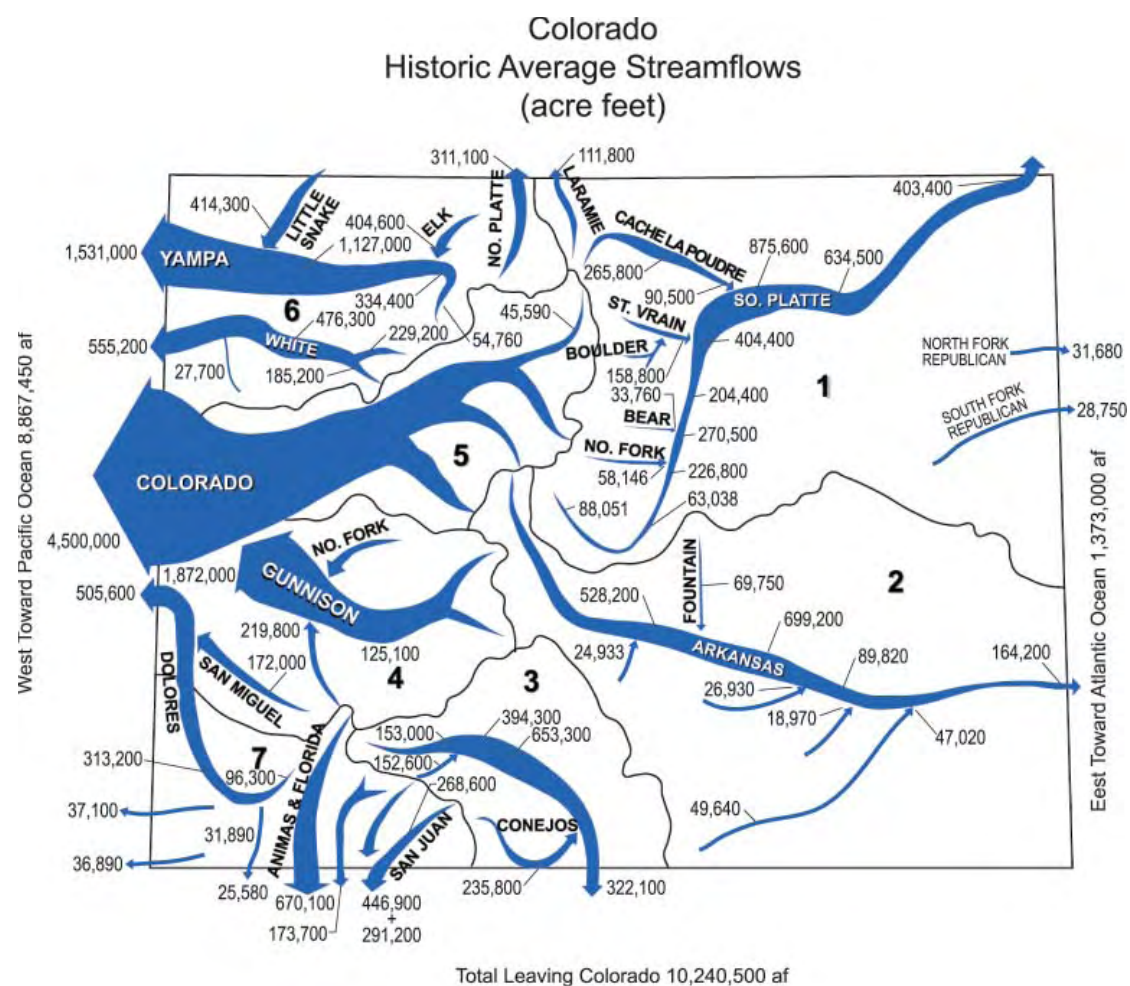 Colorado
Historic Average Streamflows
(acre feet)
311,100
111,800
403,400
414,300
LITTLE
SNAKE
404,600
ELK
NO. PLATTE
LARAMIE
CACHE LA POUDRE
1,531,000
YAMPA
1,127,000
265,800
875,600
634,500
90,500
SO. PLATTE
334,400
6
45,590
ST. VRAIN
476,300
229,200
54,760
404,400
555,200
WHITE
BOULDER
NORTH FORK
REPUBLICAN
31,680
27,700
185,200
158,800
33,760
204,400
1
SOUTH FORK
REPUBLICAN
28,750
BEAR
270,500
5
NO. FORK
58,146
226,800
COLORADO
88,051
63,038
West Toward Pacific Ocean 8,867,450 af
Eest Toward Atlantic Ocean 1,373,000 af
4,500,000
NO. FORK
1,872,000
GUNNISON
FOUNTAIN
69,750
2
505,600
528,200
699,200
219,800
172,000
125,100
24,933
ARKANSAS
89,820
164,200
DOLORES
SAN MIGUEL
4
3
26,930
18,970
47,020
394,300
153,000
653,300
313,200
7
96,300
152,600
268,600
37,100
ANIMAS & FLORIDA
49,640
31,890
SAN JUAN
CONEJOS
36,890
25,580
670,100
173,700
446,900
+
291,200
235,800
322,100
Total Leaving Colorado 10,240,500 af